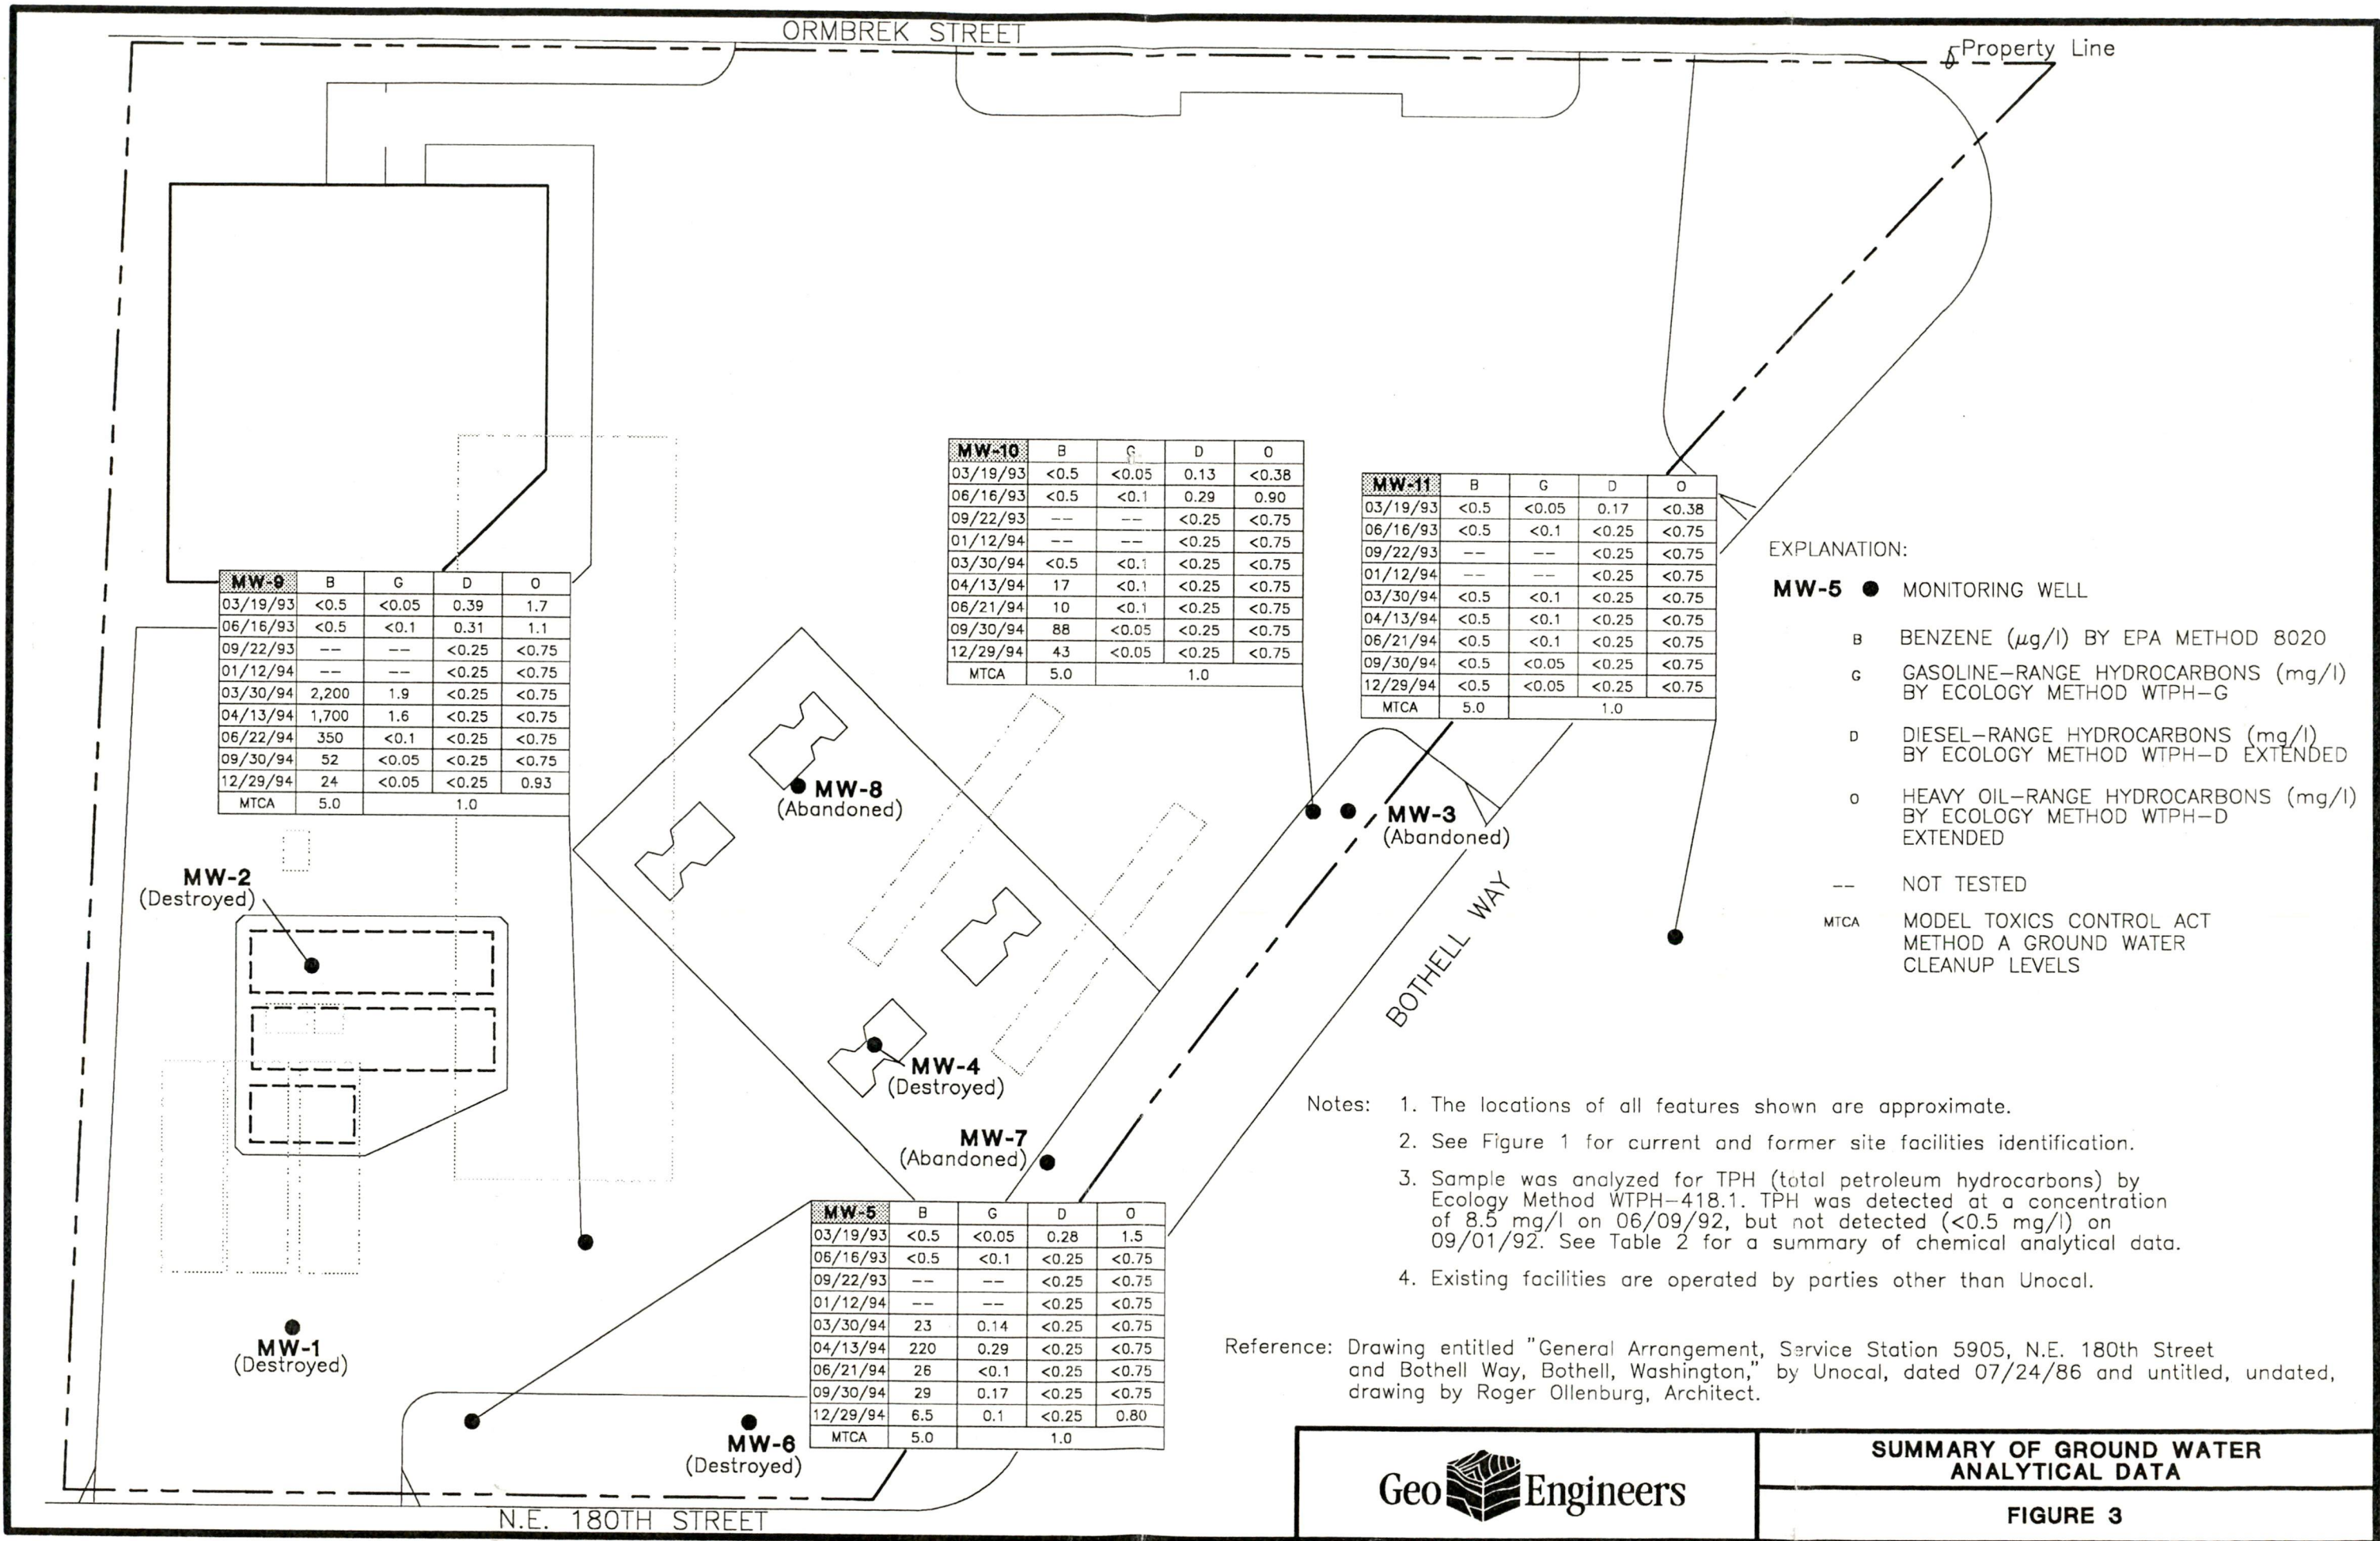 ORMBREK STREET
Property Line
MW-10 B G D O
03/19/93 <0.5 <0.05 0.13 <0.38
06/16/93 <0.5 <0.1 0.29 0.90
09/22/93 -- -- <0.25 <0.75
01/12/94 -- -- <0.25 <0.75
03/30/94 <0.5 <0.1 <0.25 <0.75
04/13/94 17 <0.1 <0.25 <0.75
06/21/94 10 <0.1 <0.25 <0.75
09/30/94 88 <0.05 <0.25 <0.75
12/29/94 43 <0.05 <0.25 <0.75
MTCA 5.0 1.0
MW-11 B G D O
03/19/93 <0.5 <0.05 0.17 <0.38
06/16/93 <0.5 <0.1 <0.25 <0.75
09/22/93 -- -- <0.25 <0.75
01/12/94 -- -- <0.25 <0.75
03/30/94 <0.5 <0.1 <0.25 <0.75
04/13/94 <0.5 <0.1 <0.25 <0.75
06/21/94 <0.5 <0.1 <0.25 <0.75
09/30/94 <0.5 <0.05 <0.25 <0.75
12/29/94 <0.5 <0.05 <0.25 <0.75
MTCA 5.0 1.0
MW-9 B G D O
03/19/93 <0.5 <0.05 0.39 1.7
06/16/93 <0.5 <0.1 0.31 1.1
09/22/93 -- -- <0.25 <0.75
01/12/94 -- -- <0.25 <0.75
03/30/94 2,200 1.9 <0.25 <0.75
04/13/94 1,700 1.6 <0.25 <0.75
06/22/94 350 <0.1 <0.25 <0.75
09/30/94 52 <0.05 <0.25 <0.75
12/29/94 24 <0.05 <0.25 0.93
MTCA 5.0 1.0
EXPLANATION:
MW-5 MONITORING WELL
B BENZENE (µg/l) BY EPA METHOD 8020
G GASOLINE-RANGE HYDROCARBONS (mg/l)
BY ECOLOGY METHOD WTPH-G
D DIESEL-RANGE HYDROCARBONS (mg/l)
BY ECOLOGY METHOD WTPH-D EXTENDED
O HEAVY OIL-RANGE HYDROCARBONS (mg/l)
BY ECOLOGY METHOD WTPH-D
EXTENDED
-- NOT TESTED
MTCA MODEL TOXICS CONTROL ACT
METHOD A GROUND WATER
CLEANUP LEVELS
MW-8
(Abandoned)
MW-3
(Abandoned)
MW-2
(Destroyed)
BOTHELL WAY
MW-4
(Destroyed)
MW-7
(Abandoned)
MW-5 B G D O
03/19/93 <0.5 <0.05 0.28 1.5
06/16/93 <0.5 <0.1 <0.25 <0.75
09/22/93 -- -- <0.25 <0.75
01/12/94 -- -- <0.25 <0.75
03/30/94 23 0.14 <0.25 <0.75
04/13/94 220 0.29 <0.25 <0.75
06/21/94 26 <0.1 <0.25 <0.75
09/30/94 29 0.17 <0.25 <0.75
12/29/94 6.5 0.1 <0.25 0.80
MTCA 5.0 1.0
MW-1
(Destroyed)
MW-6
(Destroyed)
N.E. 180TH STREET
Notes: 1. The locations of all features shown are approximate.
2. See Figure 1 for current and former site facilities identification.
3. Sample was analyzed for TPH (total petroleum hydrocarbons) by
Ecology Method WTPH-418.1. TPH was detected at a concentration
of 8.5 mg/l on 06/09/92, but not detected (<0.5 mg/l) on
09/01/92. See Table 2 for a summary of chemical analytical data.
4. Existing facilities are operated by parties other than Unocal.
Reference: Drawing entitled "General Arrangement, Service Station 5905, N.E. 180th Street
and Bothell Way, Bothell, Washington," by Unocal, dated 07/24/86 and untitled, undated,
drawing by Roger Ollenburg, Architect.
Geo Engineers
SUMMARY OF GROUND WATER
ANALYTICAL DATA
FIGURE 3